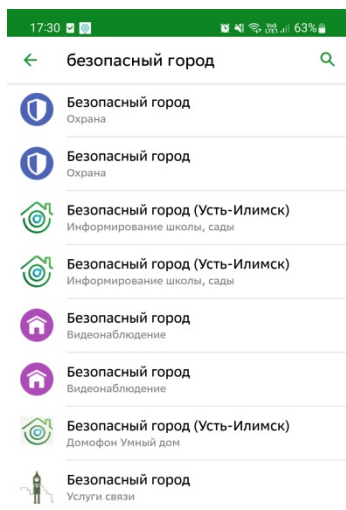 17:30 63%
безопасный город
Безопасный город
Охрана
Безопасный город
Охрана
Безопасный город (Усть-Илимск)
Информирование школы, сады
Безопасный город (Усть-Илимск)
Информирование школы, сады
Безопасный город
Видеонаблюдение
Безопасный город
Видеонаблюдение
Безопасный город (Усть-Илимск)
Домофон Умный дом
Безопасный город
Услуги связи